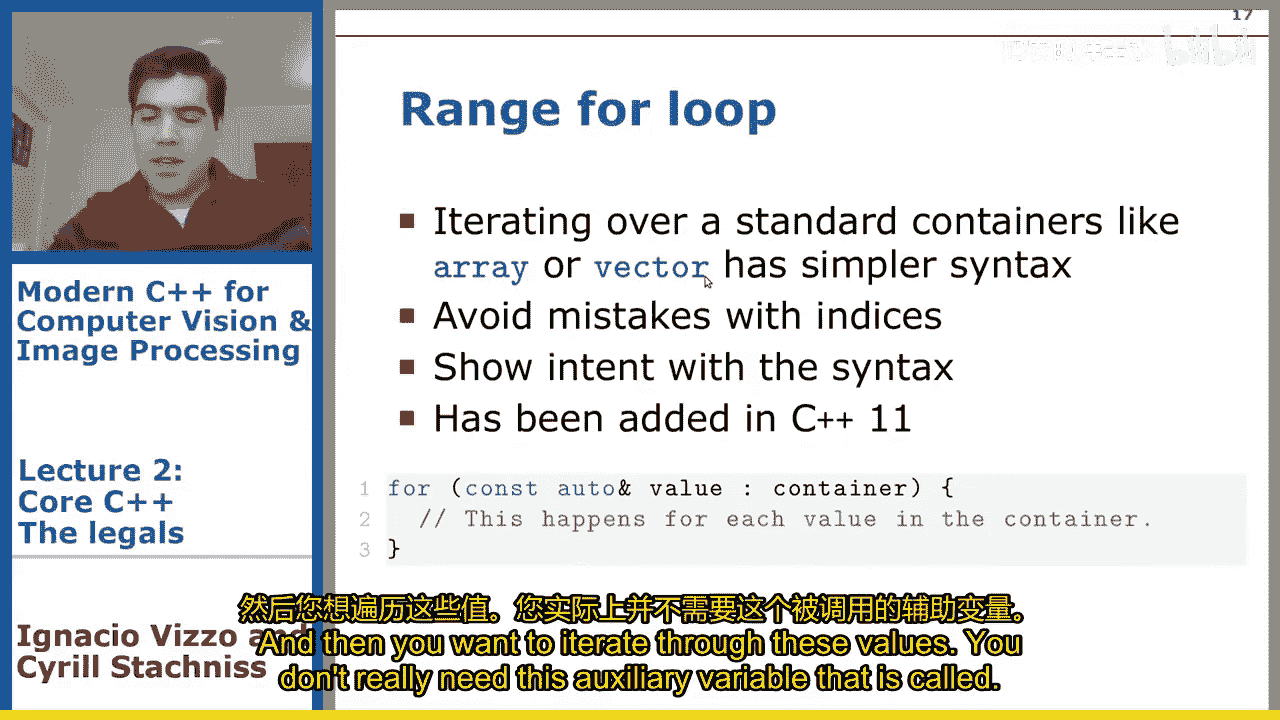 17
Range for loop
▪ Iterating over a standard containers like
array or vector has simpler syntax
▪ Avoid mistakes with indices
▪ Show intent with the syntax
▪ Has been added in C++ 11
1 for (const auto& value : container) {
2 // This happens for each value in the container.
3 }
Modern C++ for
Computer Vision &
Image Processing
Lecture 2:
Core C++
The legals
Ignacio Vizzo and
Cyrill Stachniss
然后您想遍历这些值。您实际上并不需要这个被调用的辅助变量。
And then you want to iterate through these values. You
don't really need this auxiliary variable that is called.